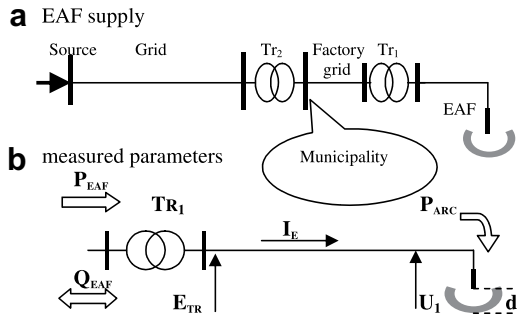 a EAF supply
Source Grid Tr2 Factory grid Tr1
EAF
Municipality
b measured parameters
PEAF
TR1
PARC
IE
QEAF
ETR
U1
d